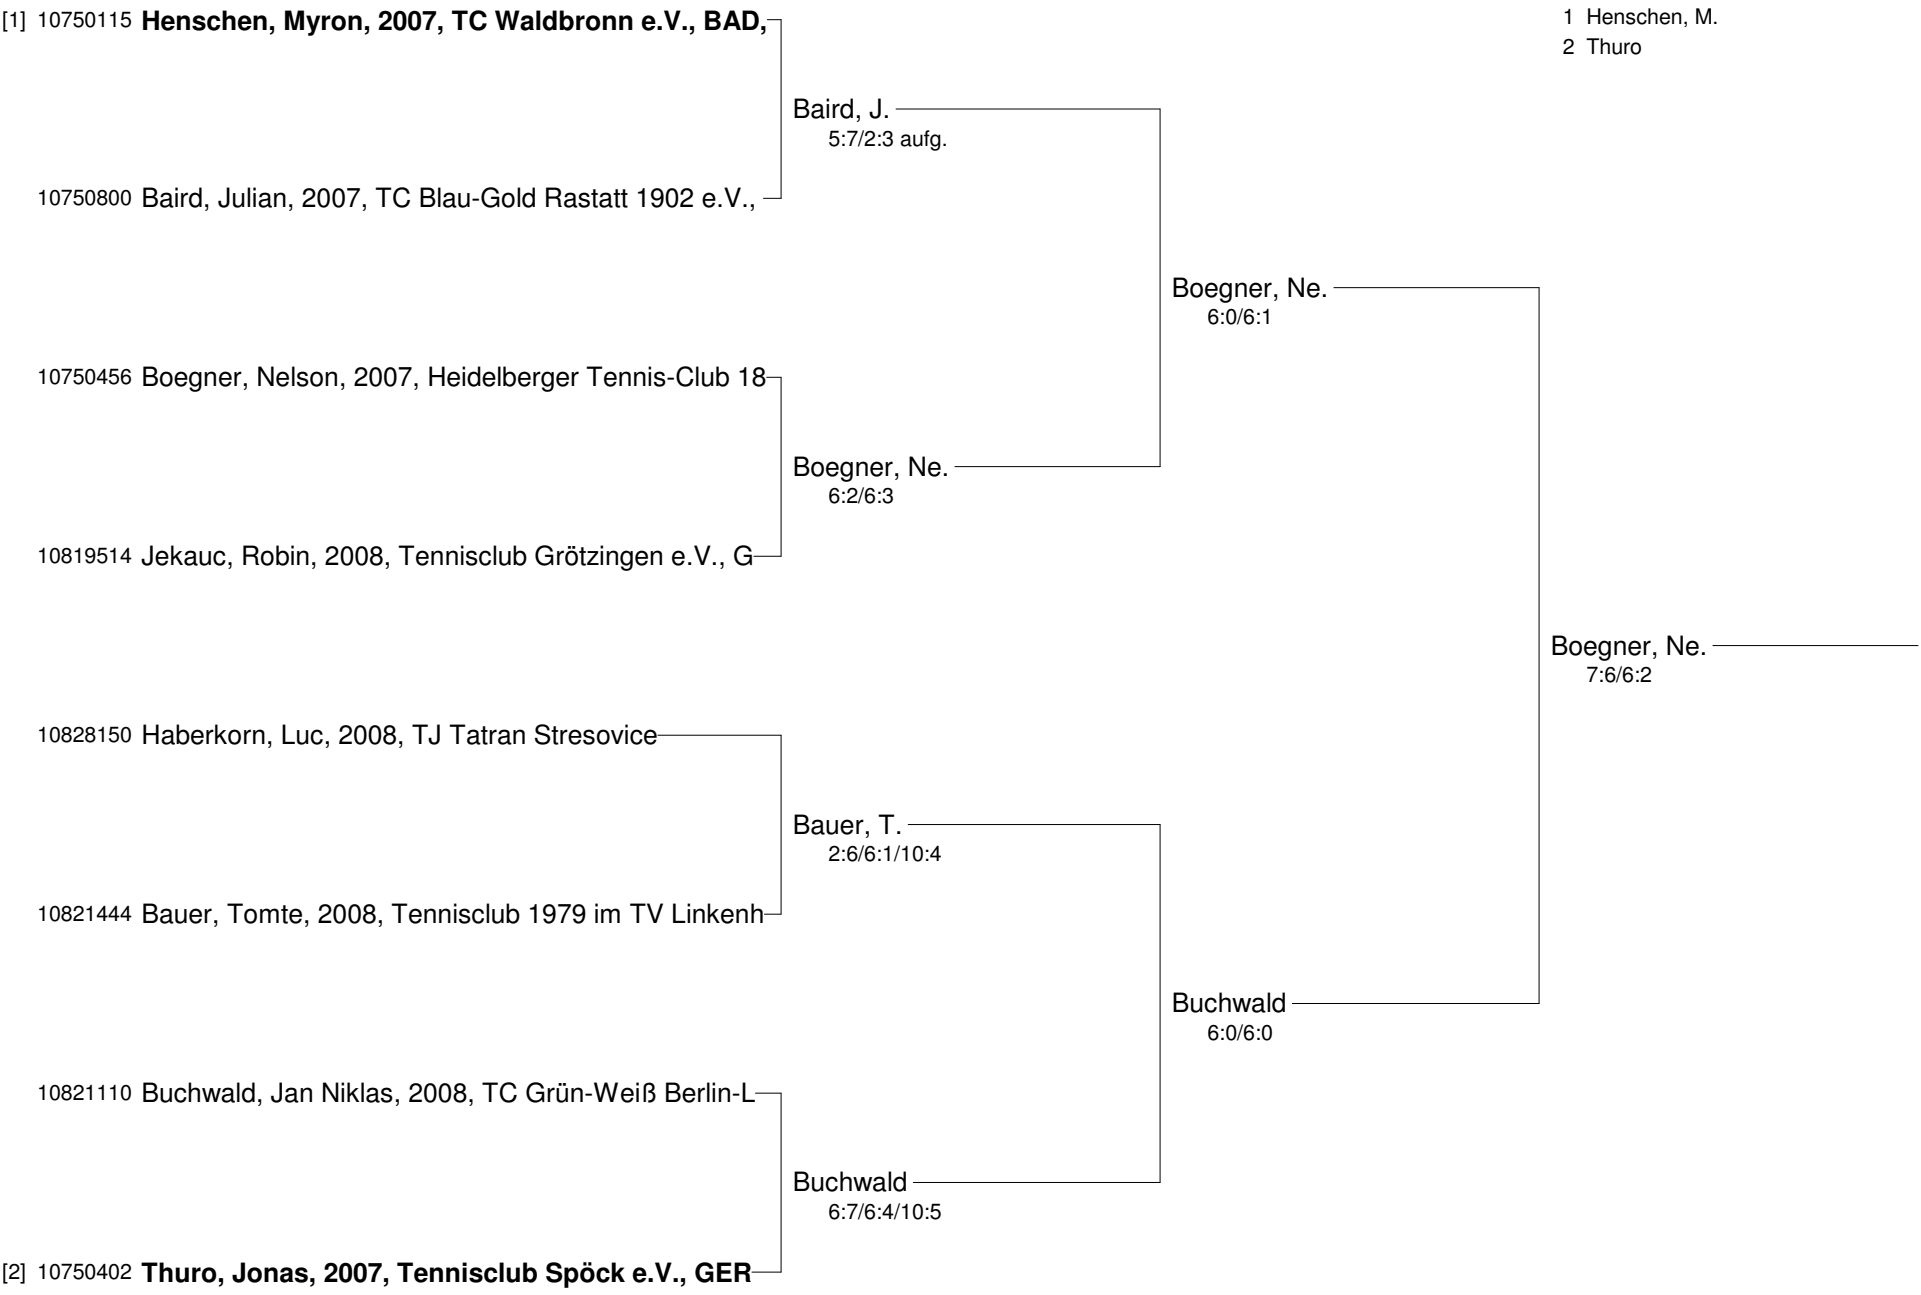 [1] 10750115 Henschen, Myron, 2007, TC Waldbronn e.V., BAD,
1 Henschen, M.
2 Thuro
Baird, J.
5:7/2:3 aufg.
10750800 Baird, Julian, 2007, TC Blau-Gold Rastatt 1902 e.V.,
Boegner, Ne.
6:0/6:1
10750456 Boegner, Nelson, 2007, Heidelberger Tennis-Club 18
Boegner, Ne.
6:2/6:3
10819514 Jekauc, Robin, 2008, Tennisclub Grötzingen e.V., G
Boegner, Ne.
7:6/6:2
10828150 Haberkorn, Luc, 2008, TJ Tatran Stresovice
Bauer, T.
2:6/6:1/10:4
10821444 Bauer, Tomte, 2008, Tennisclub 1979 im TV Linkenh
Buchwald
6:0/6:0
10821110 Buchwald, Jan Niklas, 2008, TC Grün-Weiß Berlin-L
Buchwald
6:7/6:4/10:5
[2] 10750402 Thuro, Jonas, 2007, Tennisclub Spöck e.V., GER